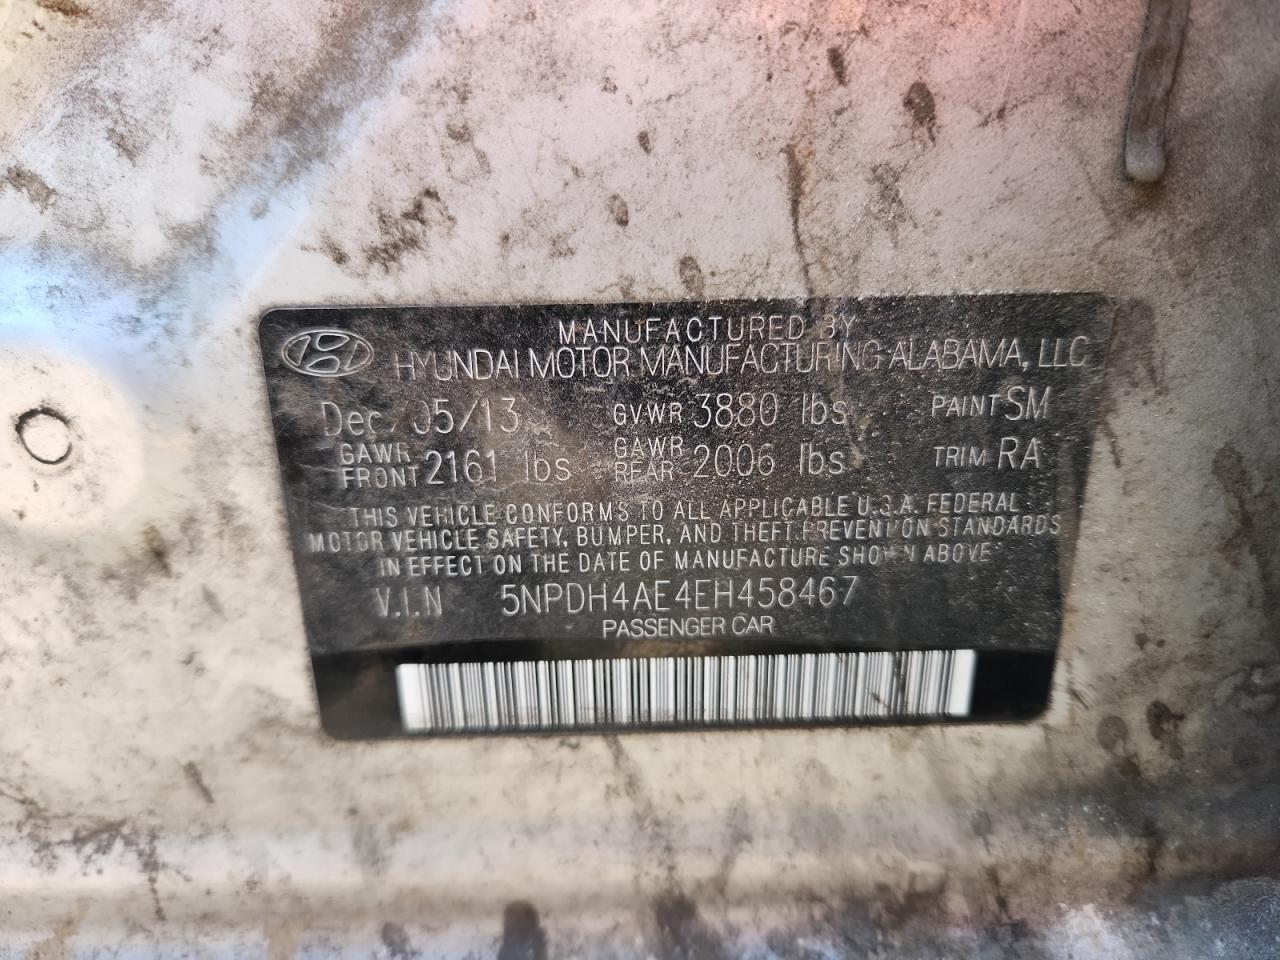 MANUFACTURED BY
HYUNDAI MOTOR MANUFACTURING ALABAMA, LLC
Dec 05/13 GVWR 3880 lbs PAINT SM
GAWR FRONT 2161 lbs GAWR REAR 2006 lbs TRIM RA
THIS VEHICLE CONFORMS TO ALL APPLICABLE U.S.A. FEDERAL
MOTOR VEHICLE SAFETY, BUMPER, AND THEFT PREVENTION STANDARDS
IN EFFECT ON THE DATE OF MANUFACTURE SHOWN ABOVE
V.I.N 5NPDH4AE4EH458467
PASSENGER CAR